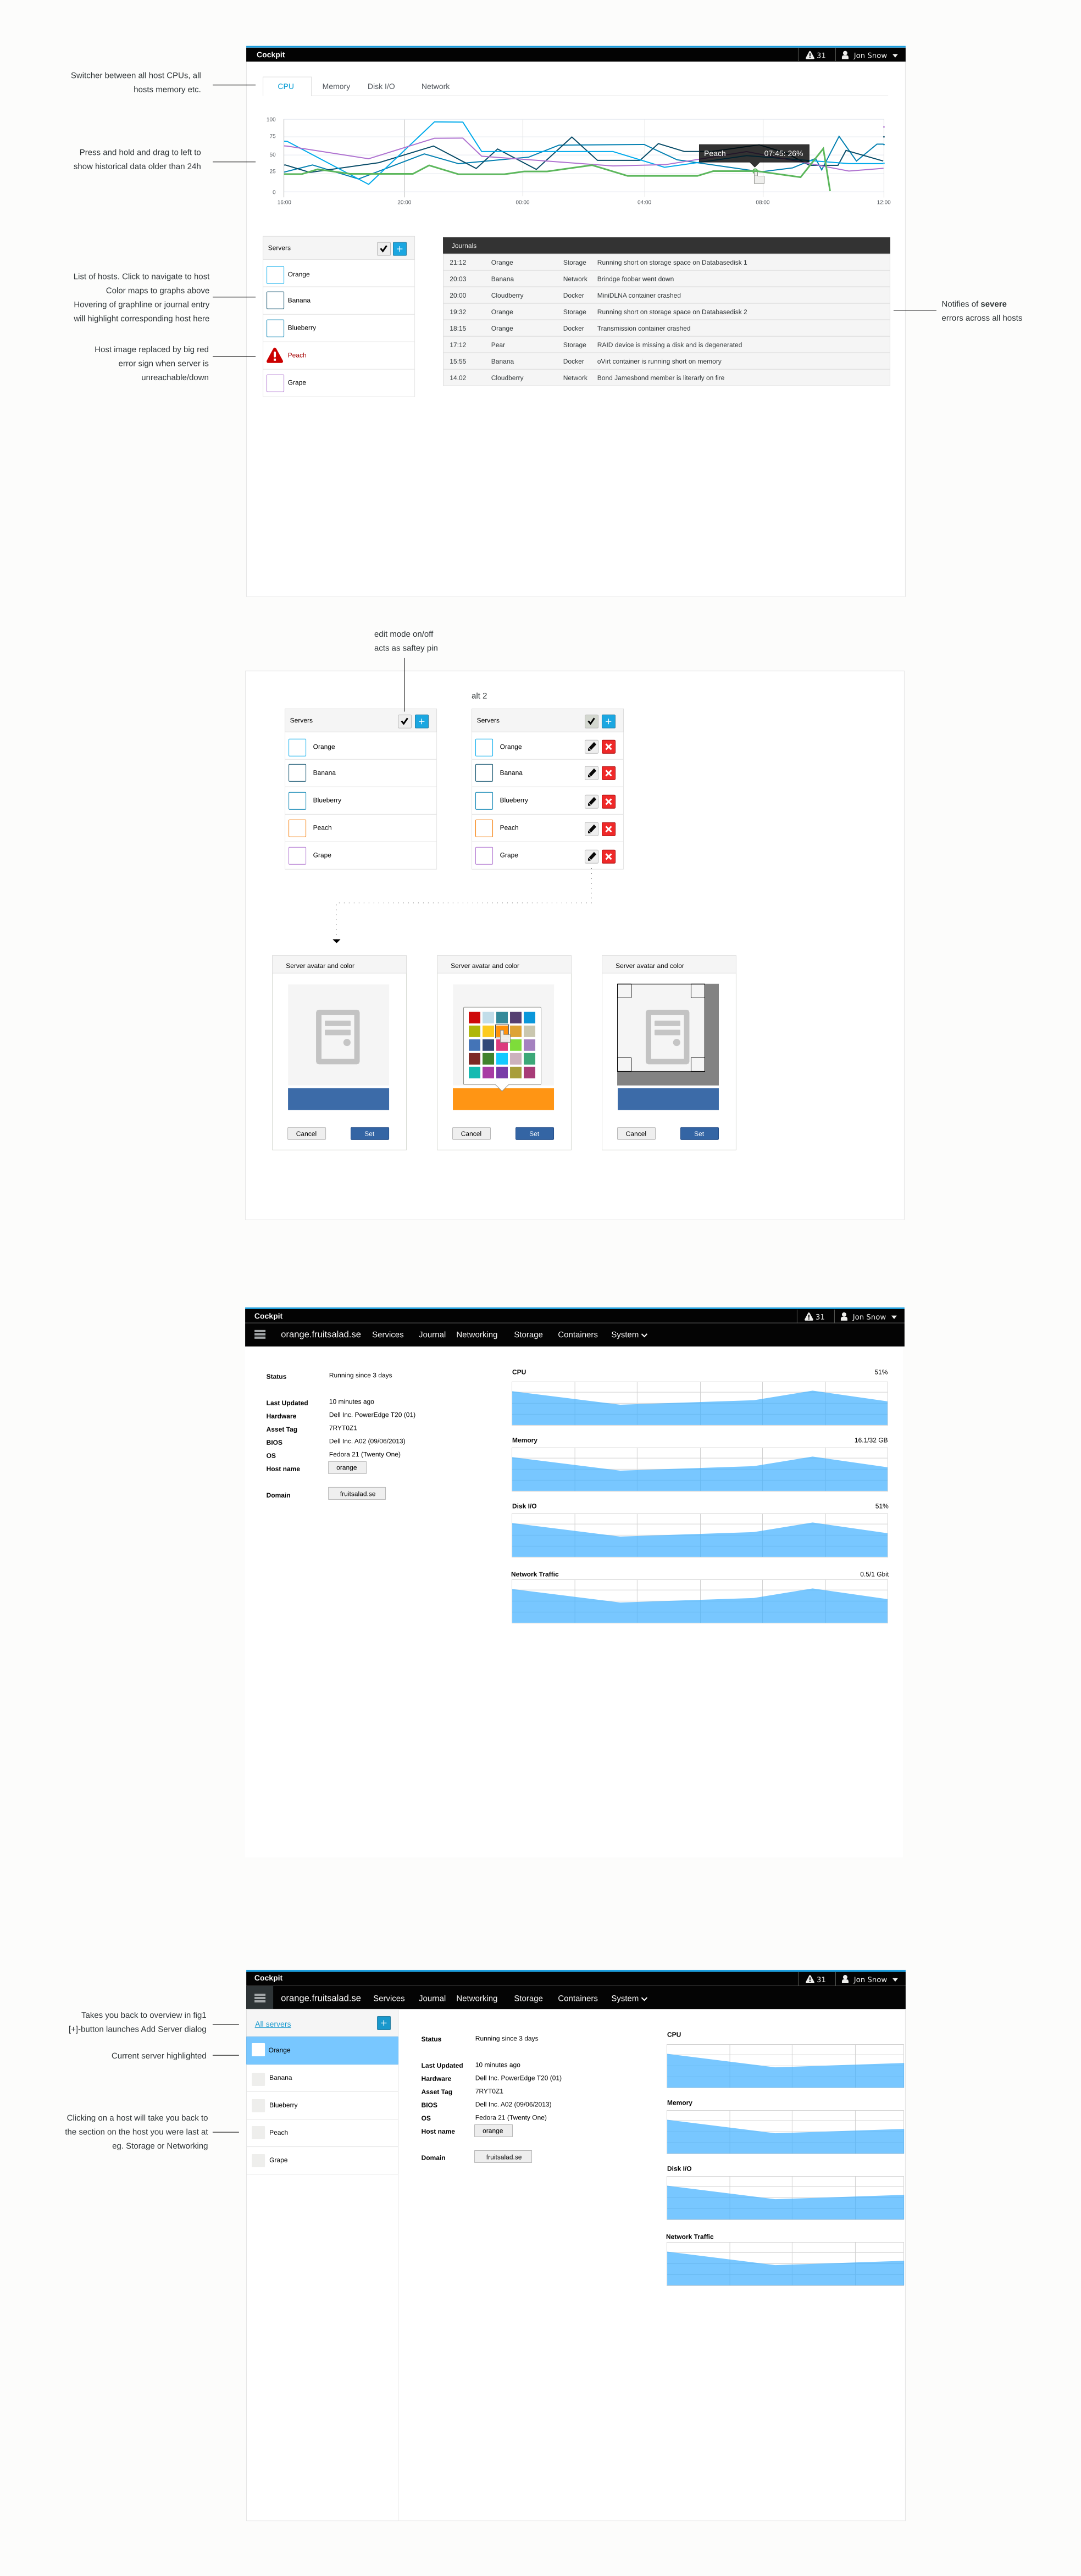 Cockpit
31
Jon Snow
Switcher between all host CPUs, all
hosts memory etc.
CPU Memory Disk I/O Network
Press and hold and drag to left to
show historical data older than 24h
100
75
50
25
0
16:00 20:00 00:00 04:00 08:00 12:00
Peach 07:45: 26%
List of hosts. Click to navigate to host
Color maps to graphs above
Hovering of graphline or journal entry
will highlight corresponding host here
Host image replaced by big red
error sign when server is
unreachable/down
Servers
Orange
Banana
Blueberry
Peach
Grape
Journals
21:12 Orange Storage Running short on storage space on Databasedisk 1
20:03 Banana Network Brindge foobar went down
20:00 Cloudberry Docker MiniDLNA container crashed
19:32 Orange Storage Running short on storage space on Databasedisk 2
18:15 Orange Docker Transmission container crashed
17:12 Pear Storage RAID device is missing a disk and is degenerated
15:55 Banana Docker oVirt container is running short on memory
14.02 Cloudberry Network Bond Jamesbond member is literarly on fire
Notifies of severe
errors across all hosts
edit mode on/off
acts as saftey pin
Servers
Orange
Banana
Blueberry
Peach
Grape
alt 2
Servers
Orange
Banana
Blueberry
Peach
Grape
Server avatar and color
Cancel Set
Server avatar and color
Cancel Set
Server avatar and color
Cancel Set
Cockpit
31
Jon Snow
orange.fruitsalad.se Services Journal Networking Storage Containers System
Status Running since 3 days
Last Updated 10 minutes ago
Hardware Dell Inc. PowerEdge T20 (01)
Asset Tag 7RYT0Z1
BIOS Dell Inc. A02 (09/06/2013)
OS Fedora 21 (Twenty One)
Host name orange
Domain fruitsalad.se
CPU 51%
Memory 16.1/32 GB
Disk I/O 51%
Network Traffic 0.5/1 Gbit
Cockpit
31
Jon Snow
orange.fruitsalad.se Services Journal Networking Storage Containers System
Takes you back to overview in fig1
[+]-button launches Add Server dialog
Current server highlighted
Clicking on a host will take you back to
the section on the host you were last at
eg. Storage or Networking
All servers
Orange
Banana
Blueberry
Peach
Grape
Status Running since 3 days
Last Updated 10 minutes ago
Hardware Dell Inc. PowerEdge T20 (01)
Asset Tag 7RYT0Z1
BIOS Dell Inc. A02 (09/06/2013)
OS Fedora 21 (Twenty One)
Host name orange
Domain fruitsalad.se
CPU
Memory
Disk I/O
Network Traffic